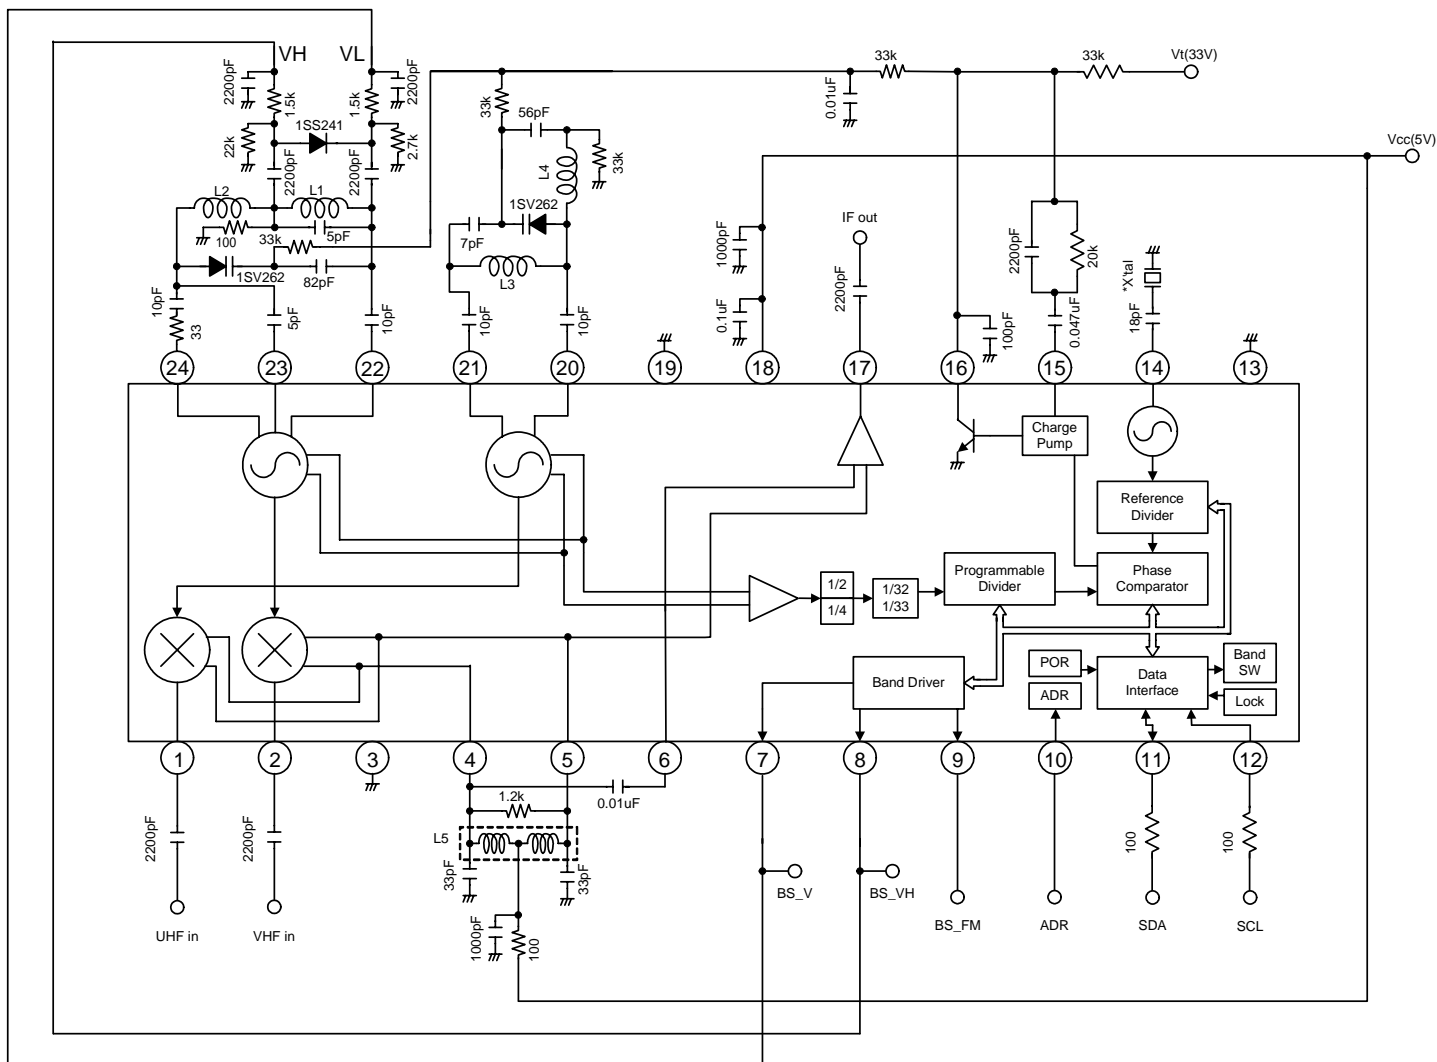 VH VL
33k 33k Vt(33V)
2200pF 1.5k 1.5k 2200pF
33k 56pF 0.01uF
22k 1SS241 2.7k 33k
Vcc(5V)
2200pF 2200pF L4
L2 L1 1SV262 IF out
100 33k 5pF 7pF 1000pF 2200pF 20k *X'tal
1SV262 82pF L3 2200pF
10pF 33 5pF 10pF 10pF 10pF 0.1uF 100pF 0.047uF 18pF
24 23 22 21 20 19 18 17 16 15 14 13
Charge
Pump
Reference
Divider
Programmable
Divider
Phase
Comparator
1/2
1/4
1/32
1/33
Band Driver
POR
ADR
Data
Interface
Band
SW
Lock
1 2 3 4 5 6 7 8 9 10 11 12
0.01uF
1.2k
2200pF 2200pF L5 100 100
33pF 33pF
BS_V BS_VH
UHF in VHF in BS_FM ADR SDA SCL
1000pF 100